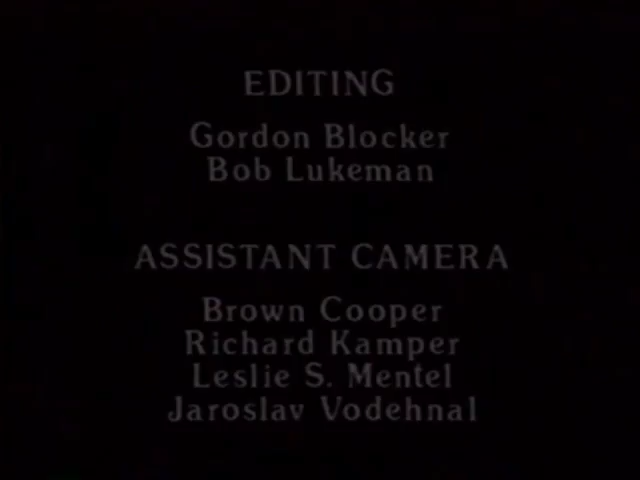 EDITING
Gordon Blocker
Bob Lukeman
ASSISTANT CAMERA
Brown Cooper
Richard Kamper
Leslie S. Mentel
Jaroslav Vodehnal